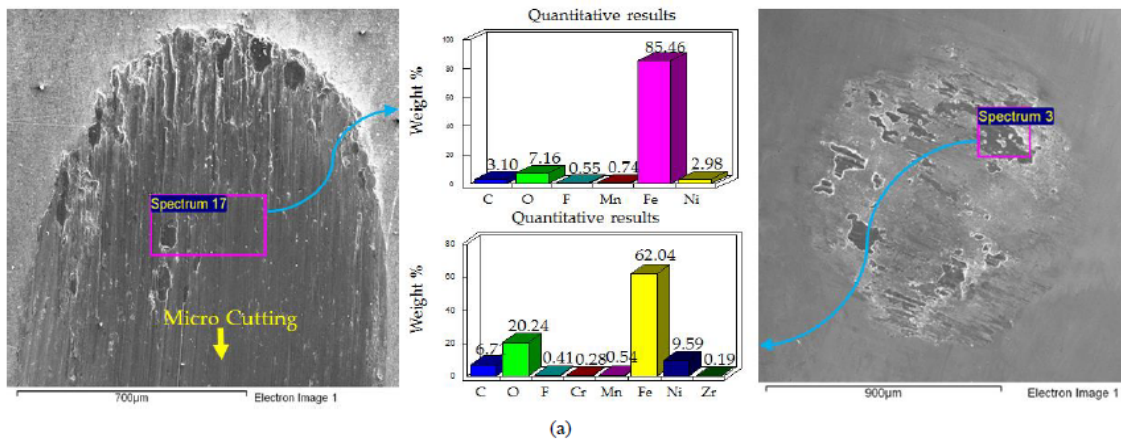 Spectrum 17
Micro Cutting
700μm
Electron Image 1
Quantitative results
Weight %
100
80
60
40
20
0
3.10
7.16
0.55
0.74
85.46
2.98
C O F Mn Fe Ni
Quantitative results
Weight %
80
60
40
20
0
20.24
0.41
0.28
0.54
62.04
9.59
0.19
C O F Cr Mn Fe Ni Zr
Spectrum 3
900μm
Electron Image 1
(a)